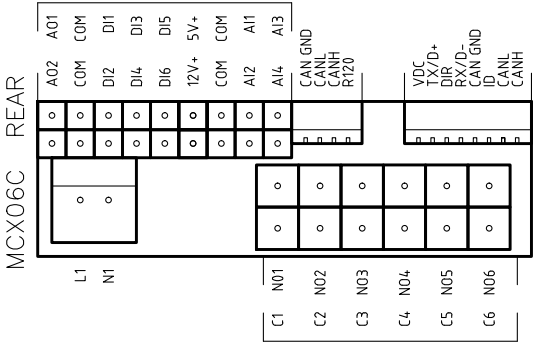 AO1 COM DI1 DI3 DI5 5V+ COM AI1 AI3
AO2 COM DI2 DI4 DI6 12V+ COM AI2 AI4
CAN GND
CANL
CANH
R120
VDC
TX/D+
DIR
RX/D-
CAN GND
ID
CANL
CANH
MCX06C REAR
L1 N1
NO1 NO2 NO3 NO4 NO5 NO6
C1 C2 C3 C4 C5 C6